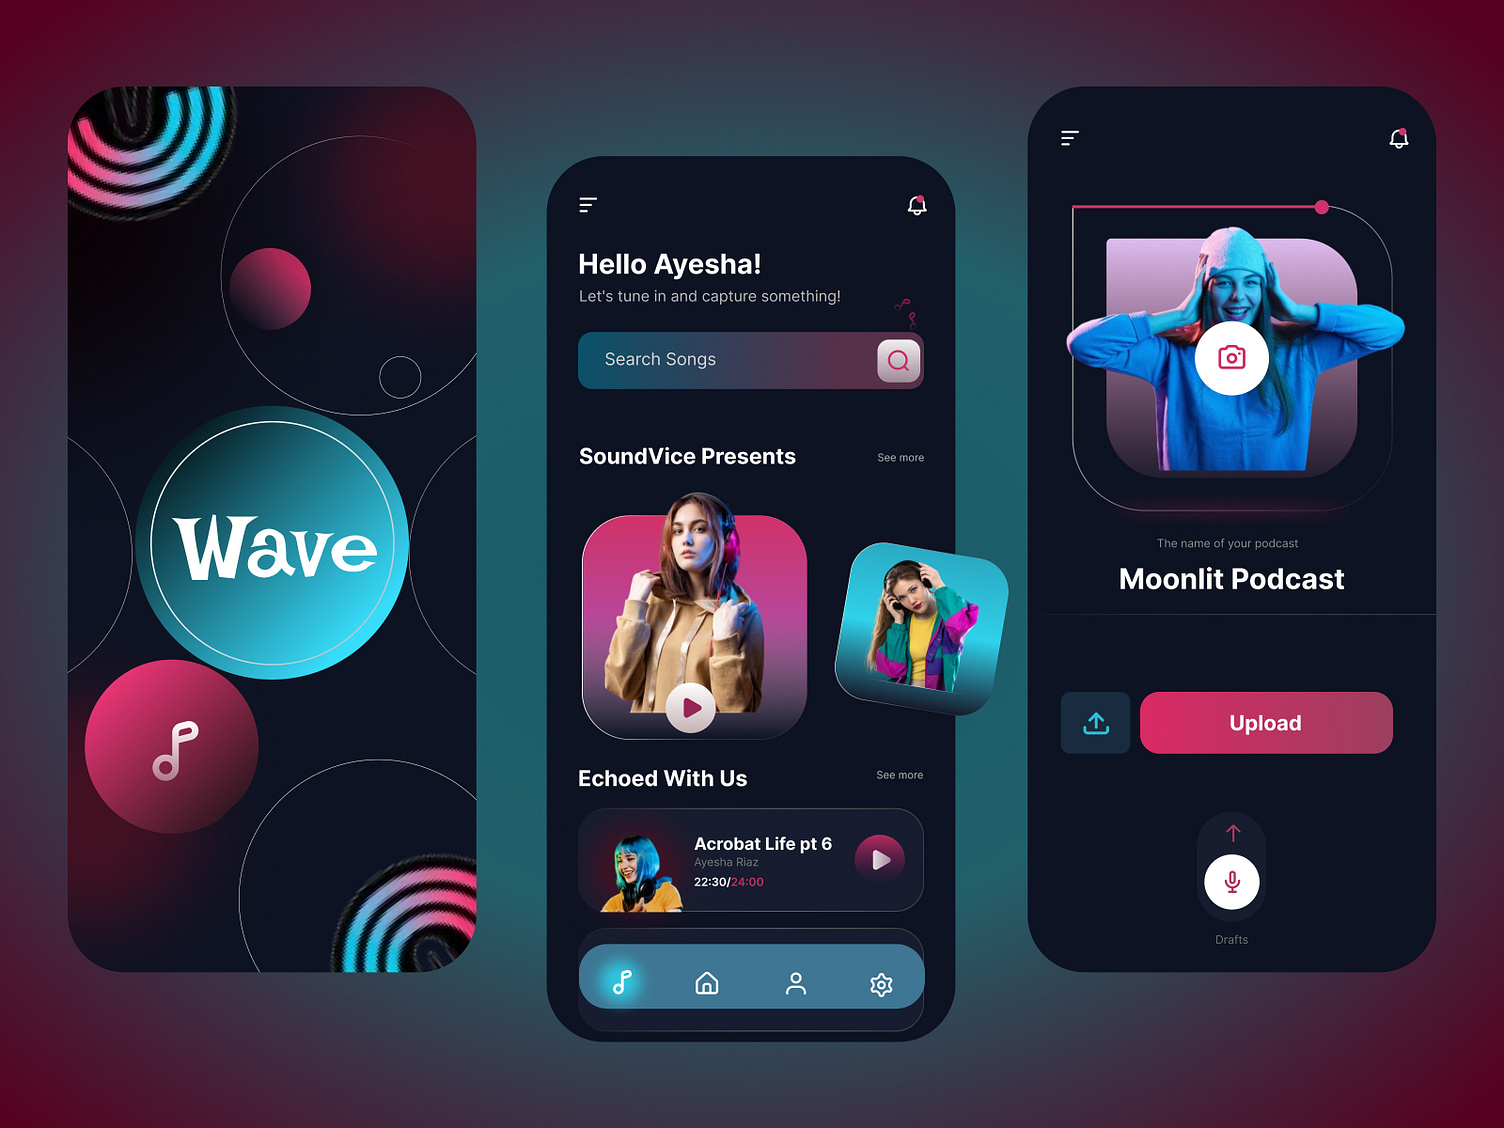 Wave
Hello Ayesha!
Let's tune in and capture something!
Search Songs
SoundVice Presents
See more
Echoed With Us
See more
Acrobat Life pt 6
Ayesha Riaz
22:30/24:00
The name of your podcast
Moonlit Podcast
Upload
Drafts